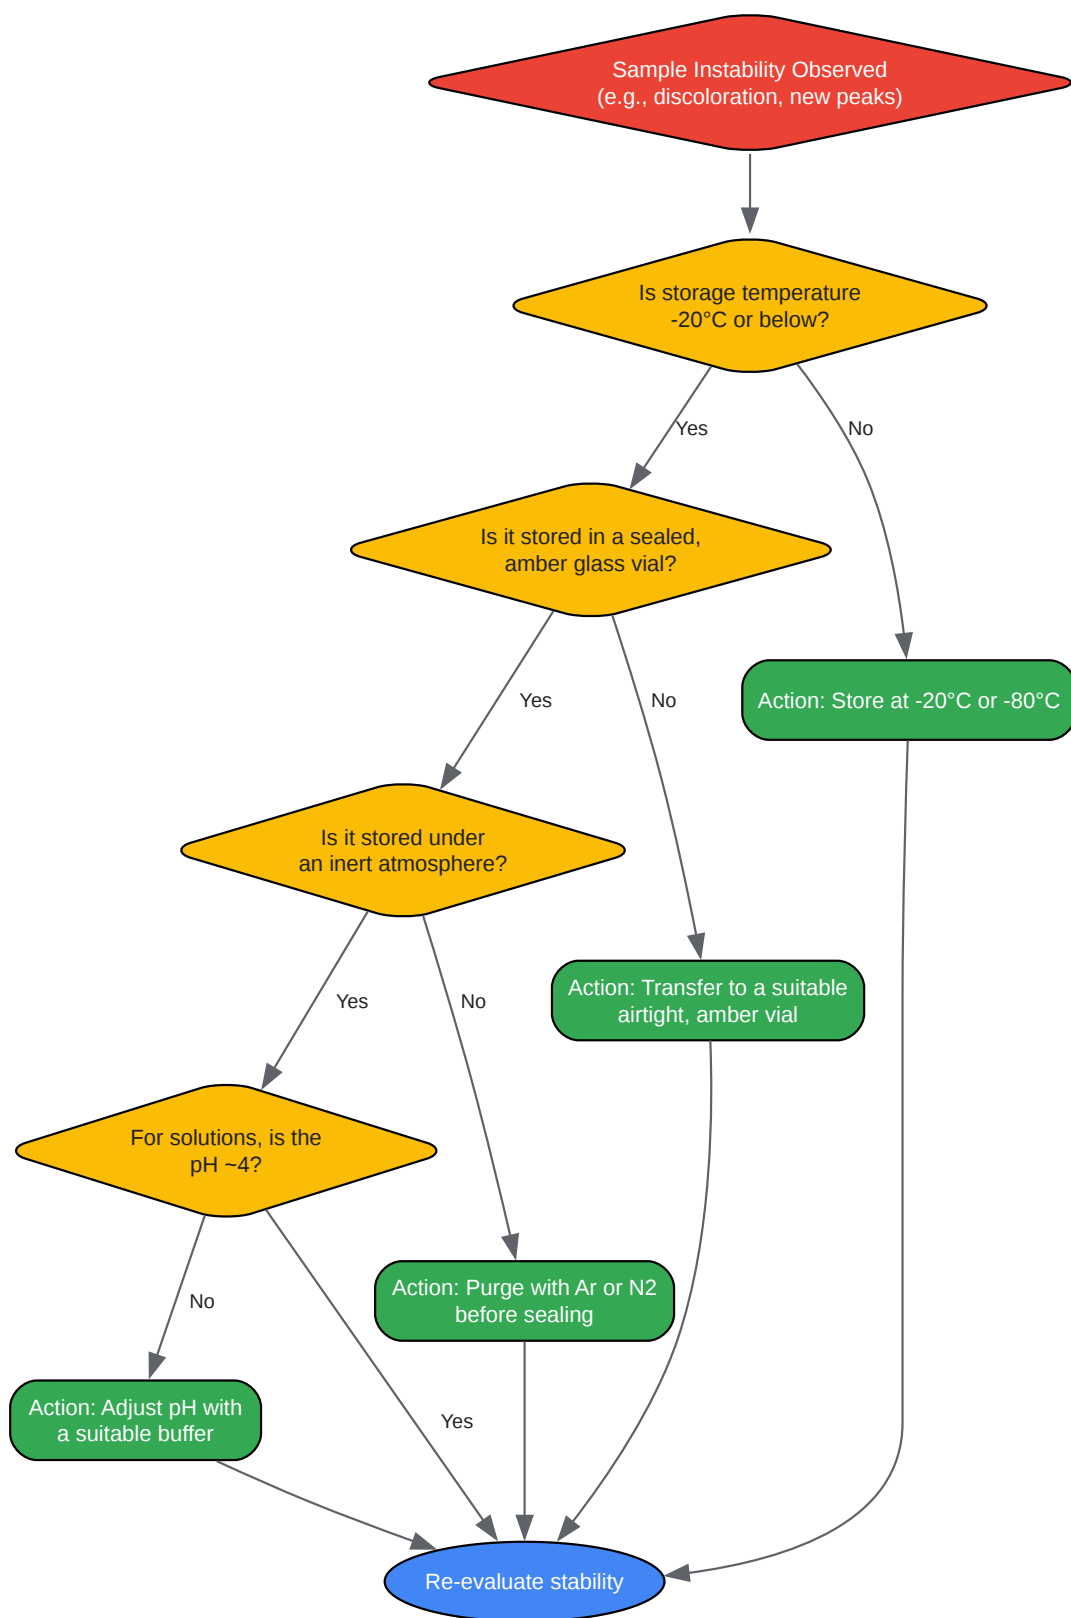 Sample Instability Observed
(e.g., discoloration, new peaks)
Is storage temperature
-20°C or below?
Yes
No
Is it stored in a sealed,
amber glass vial?
Yes
No
Action: Store at -20°C or -80°C
Is it stored under
an inert atmosphere?
Yes
No
Action: Transfer to a suitable
airtight, amber vial
For solutions, is the
pH ~4?
No
Yes
Action: Purge with Ar or N2
before sealing
Action: Adjust pH with
a suitable buffer
Re-evaluate stability